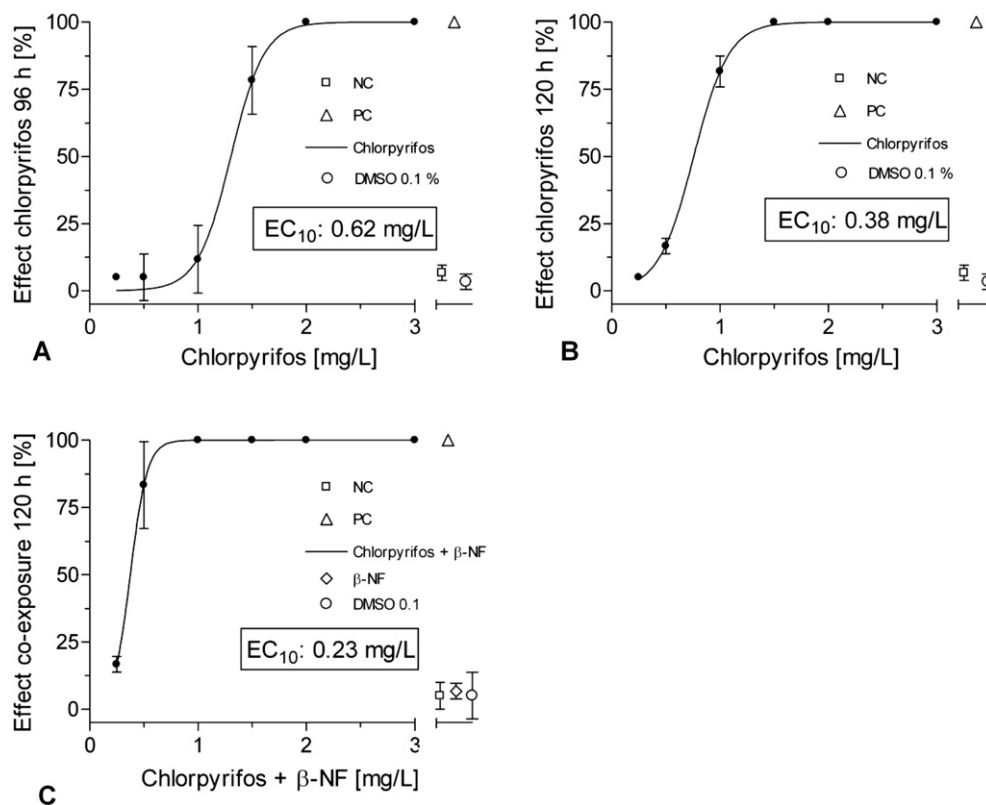 Effect chlorpyrifos 96 h [%]
100
75
50
25
0
NC
PC
Chlorpyrifos
DMSO 0.1 %
EC10: 0.62 mg/L
0 1 2 3
Chlorpyrifos [mg/L]
A
Effect chlorpyrifos 120 h [%]
100
75
50
25
0
NC
PC
Chlorpyrifos
DMSO 0.1 %
EC10: 0.38 mg/L
0 1 2 3
Chlorpyrifos [mg/L]
B
Effect co-exposure 120 h [%]
100
75
50
25
0
NC
PC
Chlorpyrifos + β-NF
β-NF
DMSO 0.1
EC10: 0.23 mg/L
0 1 2 3
Chlorpyrifos + β-NF [mg/L]
C